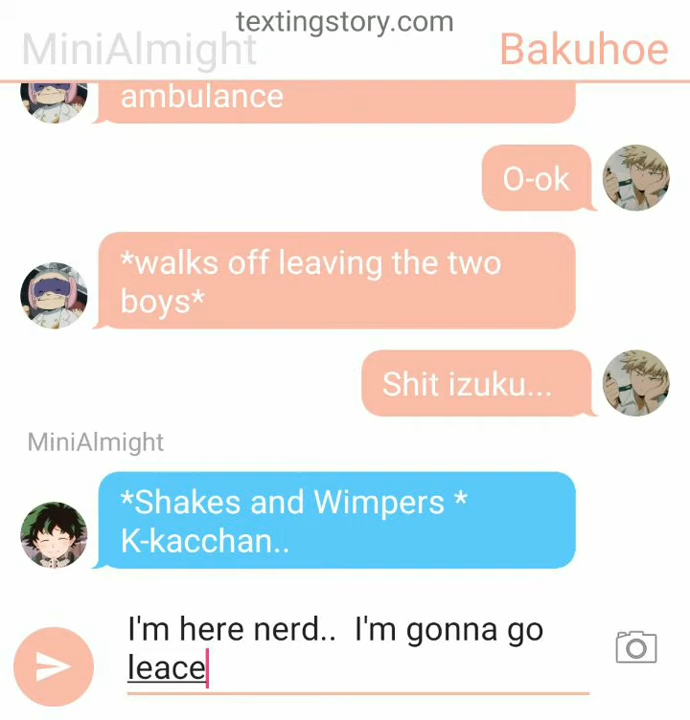 textingstory.com
MiniAlmight
Bakuhoe
ambulance
O-ok
*walks off leaving the two
boys*
Shit izuku...
MiniAlmight
*Shakes and Wimpers *
K-kacchan..
I'm here nerd..  I'm gonna go
leace